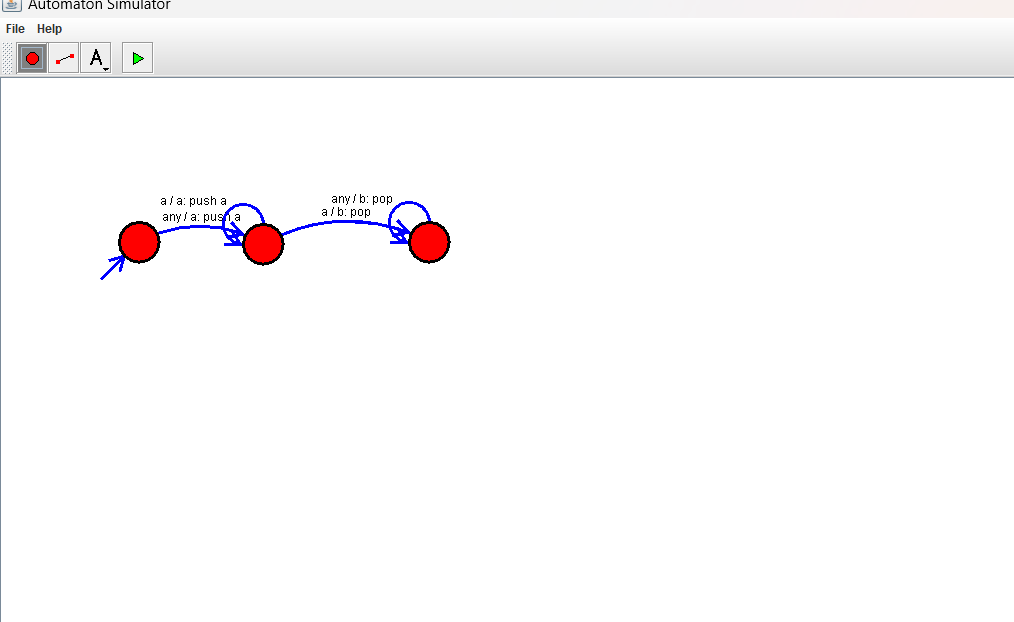 Automaton Simulator
File Help
A
a / a: push a
any / a: push a
any / b: pop
a / b: pop